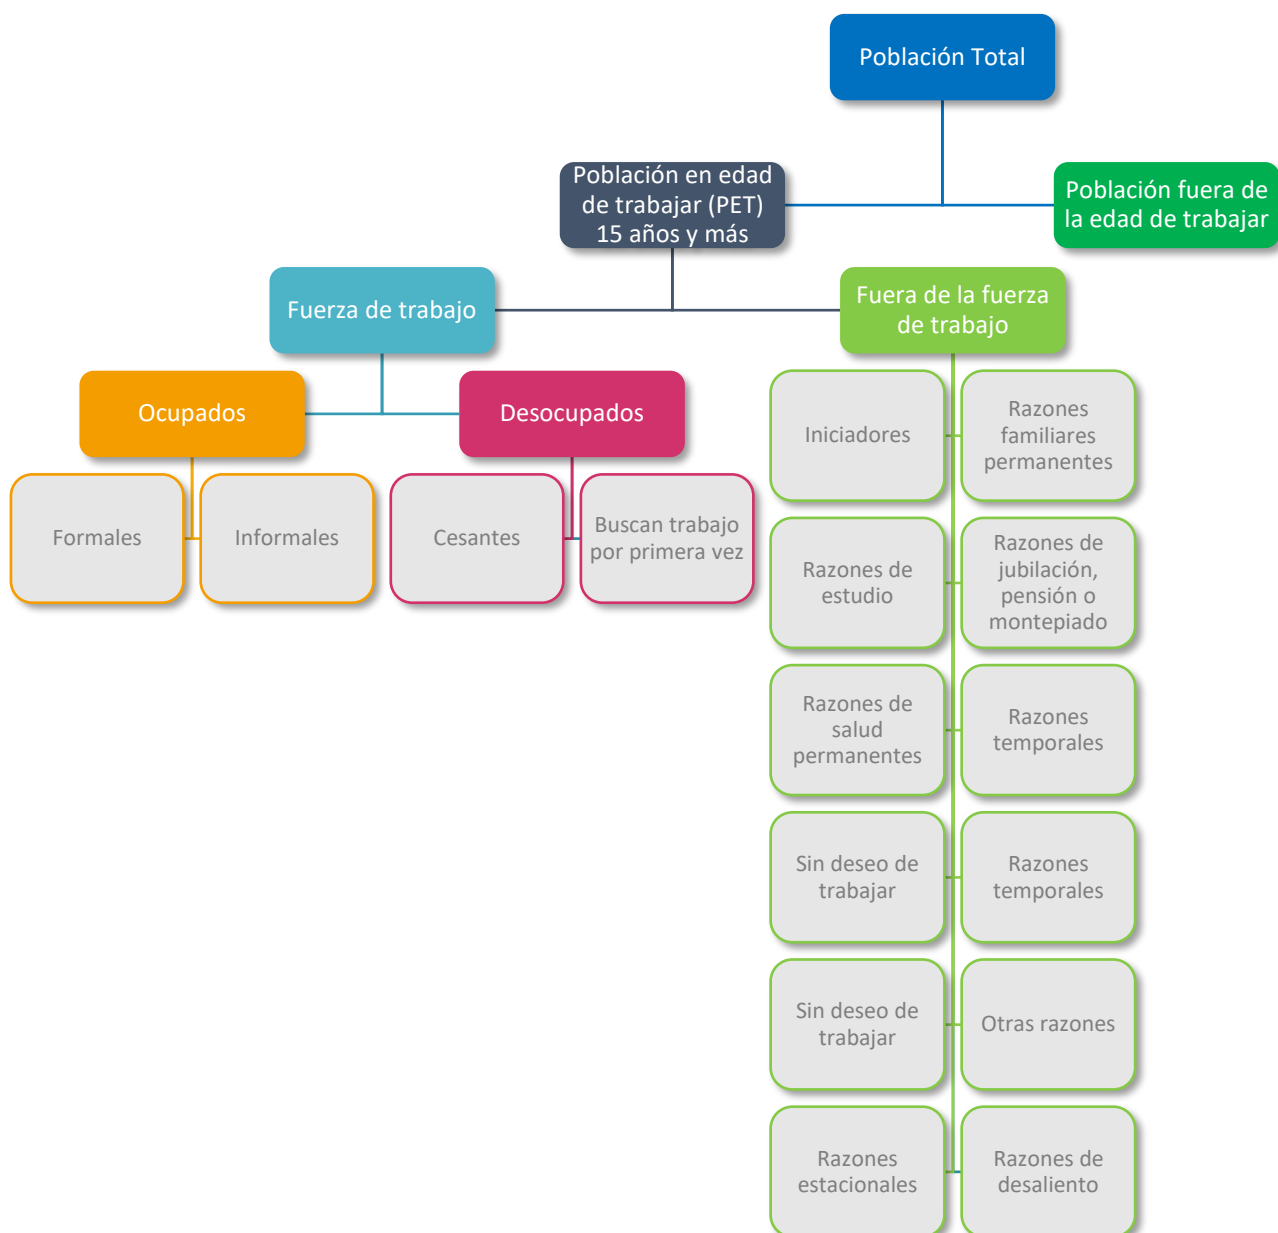 Población Total
Población en edad
de trabajar (PET)
15 años y más
Población fuera de
la edad de trabajar
Fuerza de trabajo
Fuera de la fuerza
de trabajo
Ocupados
Desocupados
Formales
Informales
Cesantes
Buscan trabajo
por primera vez
Iniciadores
Razones
familiares
permanentes
Razones de
estudio
Razones de
jubilación,
pensión o
montepiado
Razones de
salud
permanentes
Razones
temporales
Sin deseo de
trabajar
Razones
temporales
Sin deseo de
trabajar
Otras razones
Razones
estacionales
Razones de
desaliento